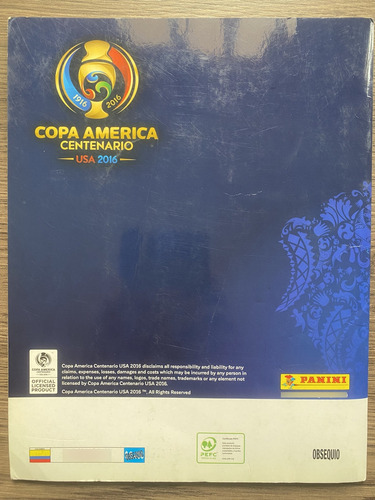 1916 2016
COPA AMERICA
CENTENARIO
USA 2016
COPA AMERICA
CENTENARIO
OFFICIAL
LICENSED
PRODUCT
Copa America Centenario USA 2016 disclaims all responsibility and liability for any
claims, expenses, losses, damages and costs which may be incurred by any person in
relation to the use of any names, logos, trade names, trademarks or any element not
licensed by Copa America Centenario USA 2016.
Copa America Centenario USA 2016 ™. All Rights Reserved
PANINI
PEFC
OBSEQUIO